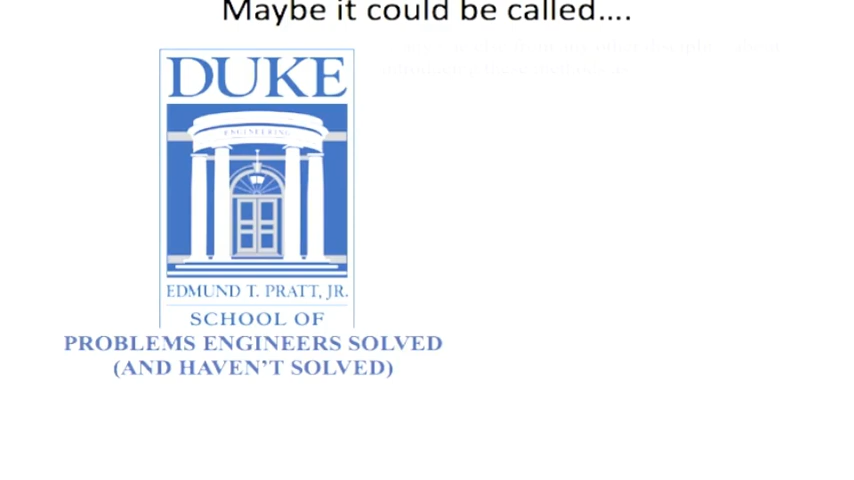 Maybe it could be called….
DUKE
ENGINEERING
EDMUND T. PRATT, JR.
SCHOOL OF
PROBLEMS ENGINEERS SOLVED
(AND HAVEN'T SOLVED)